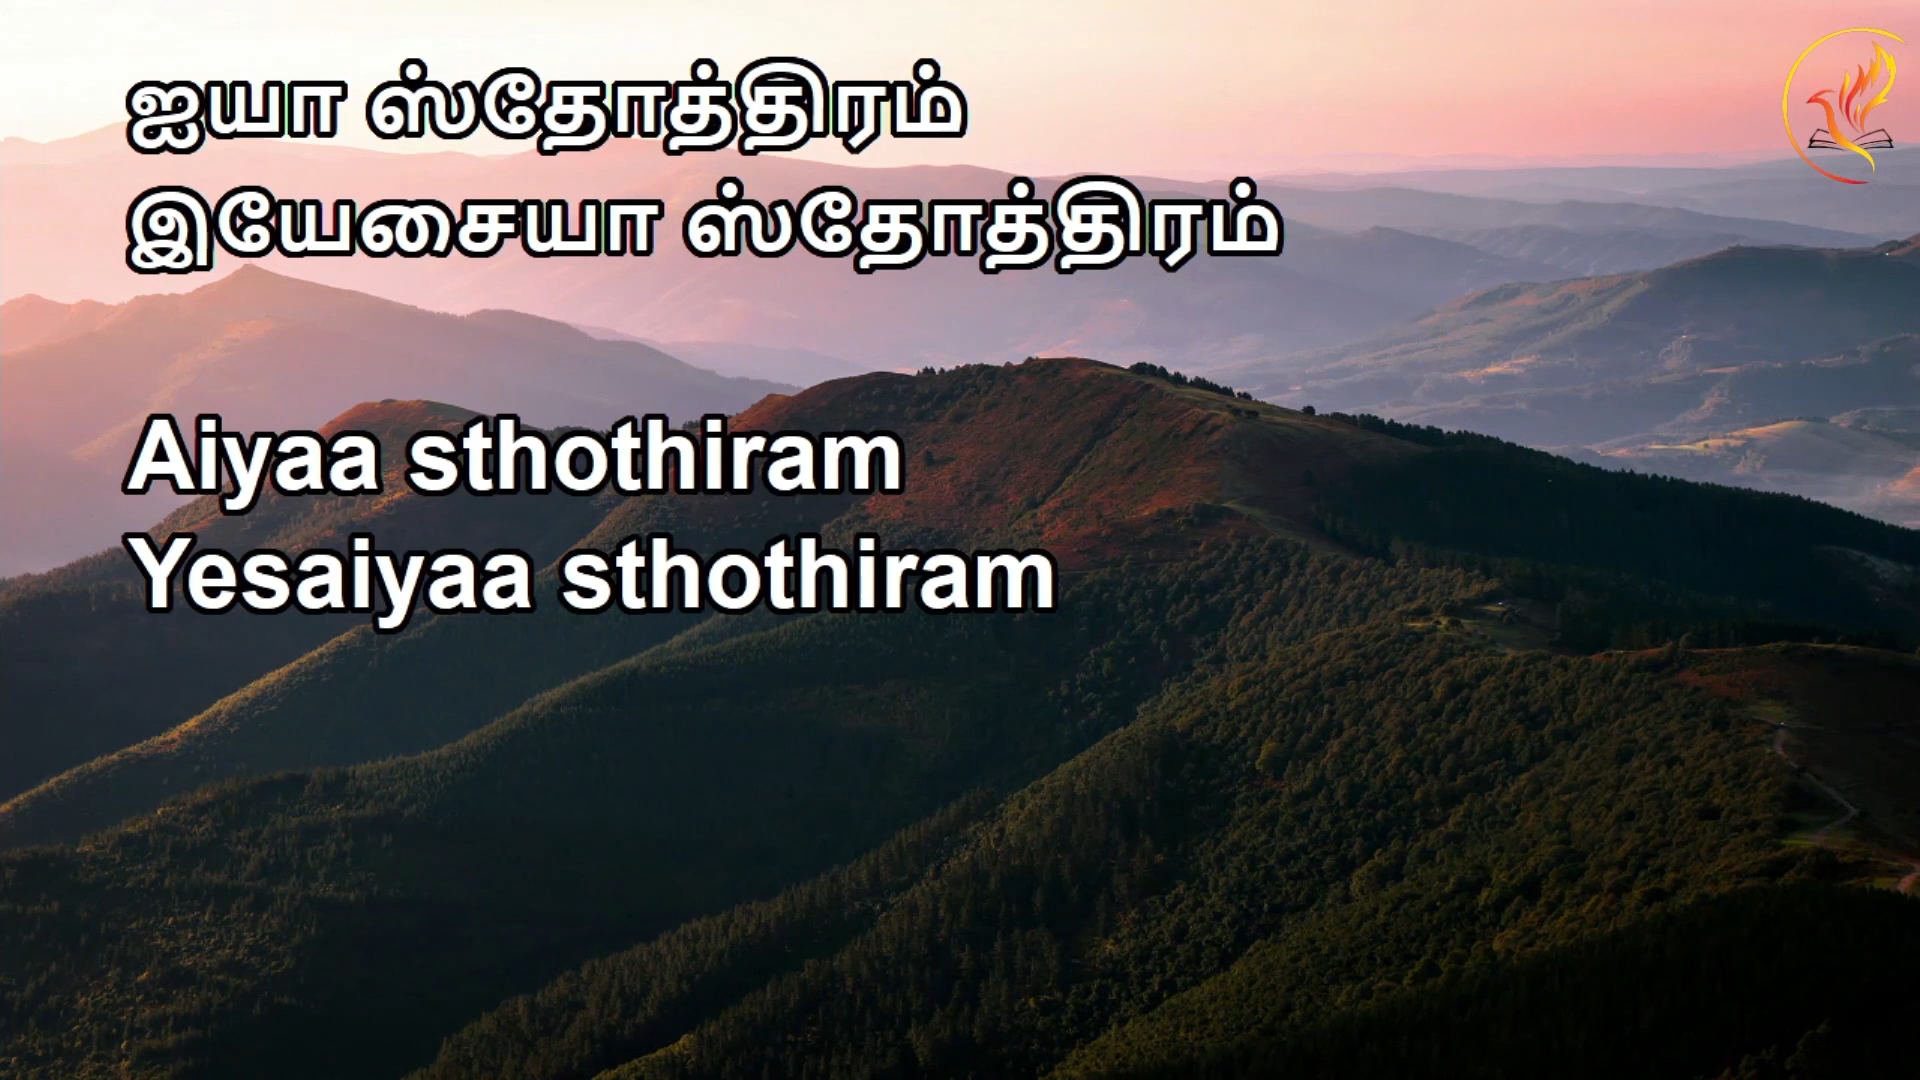 ஐயா ஸ்தோத்திரம்
இயேசையா ஸ்தோத்திரம்
Aiyaa sthothiram
Yesaiyaa sthothiram